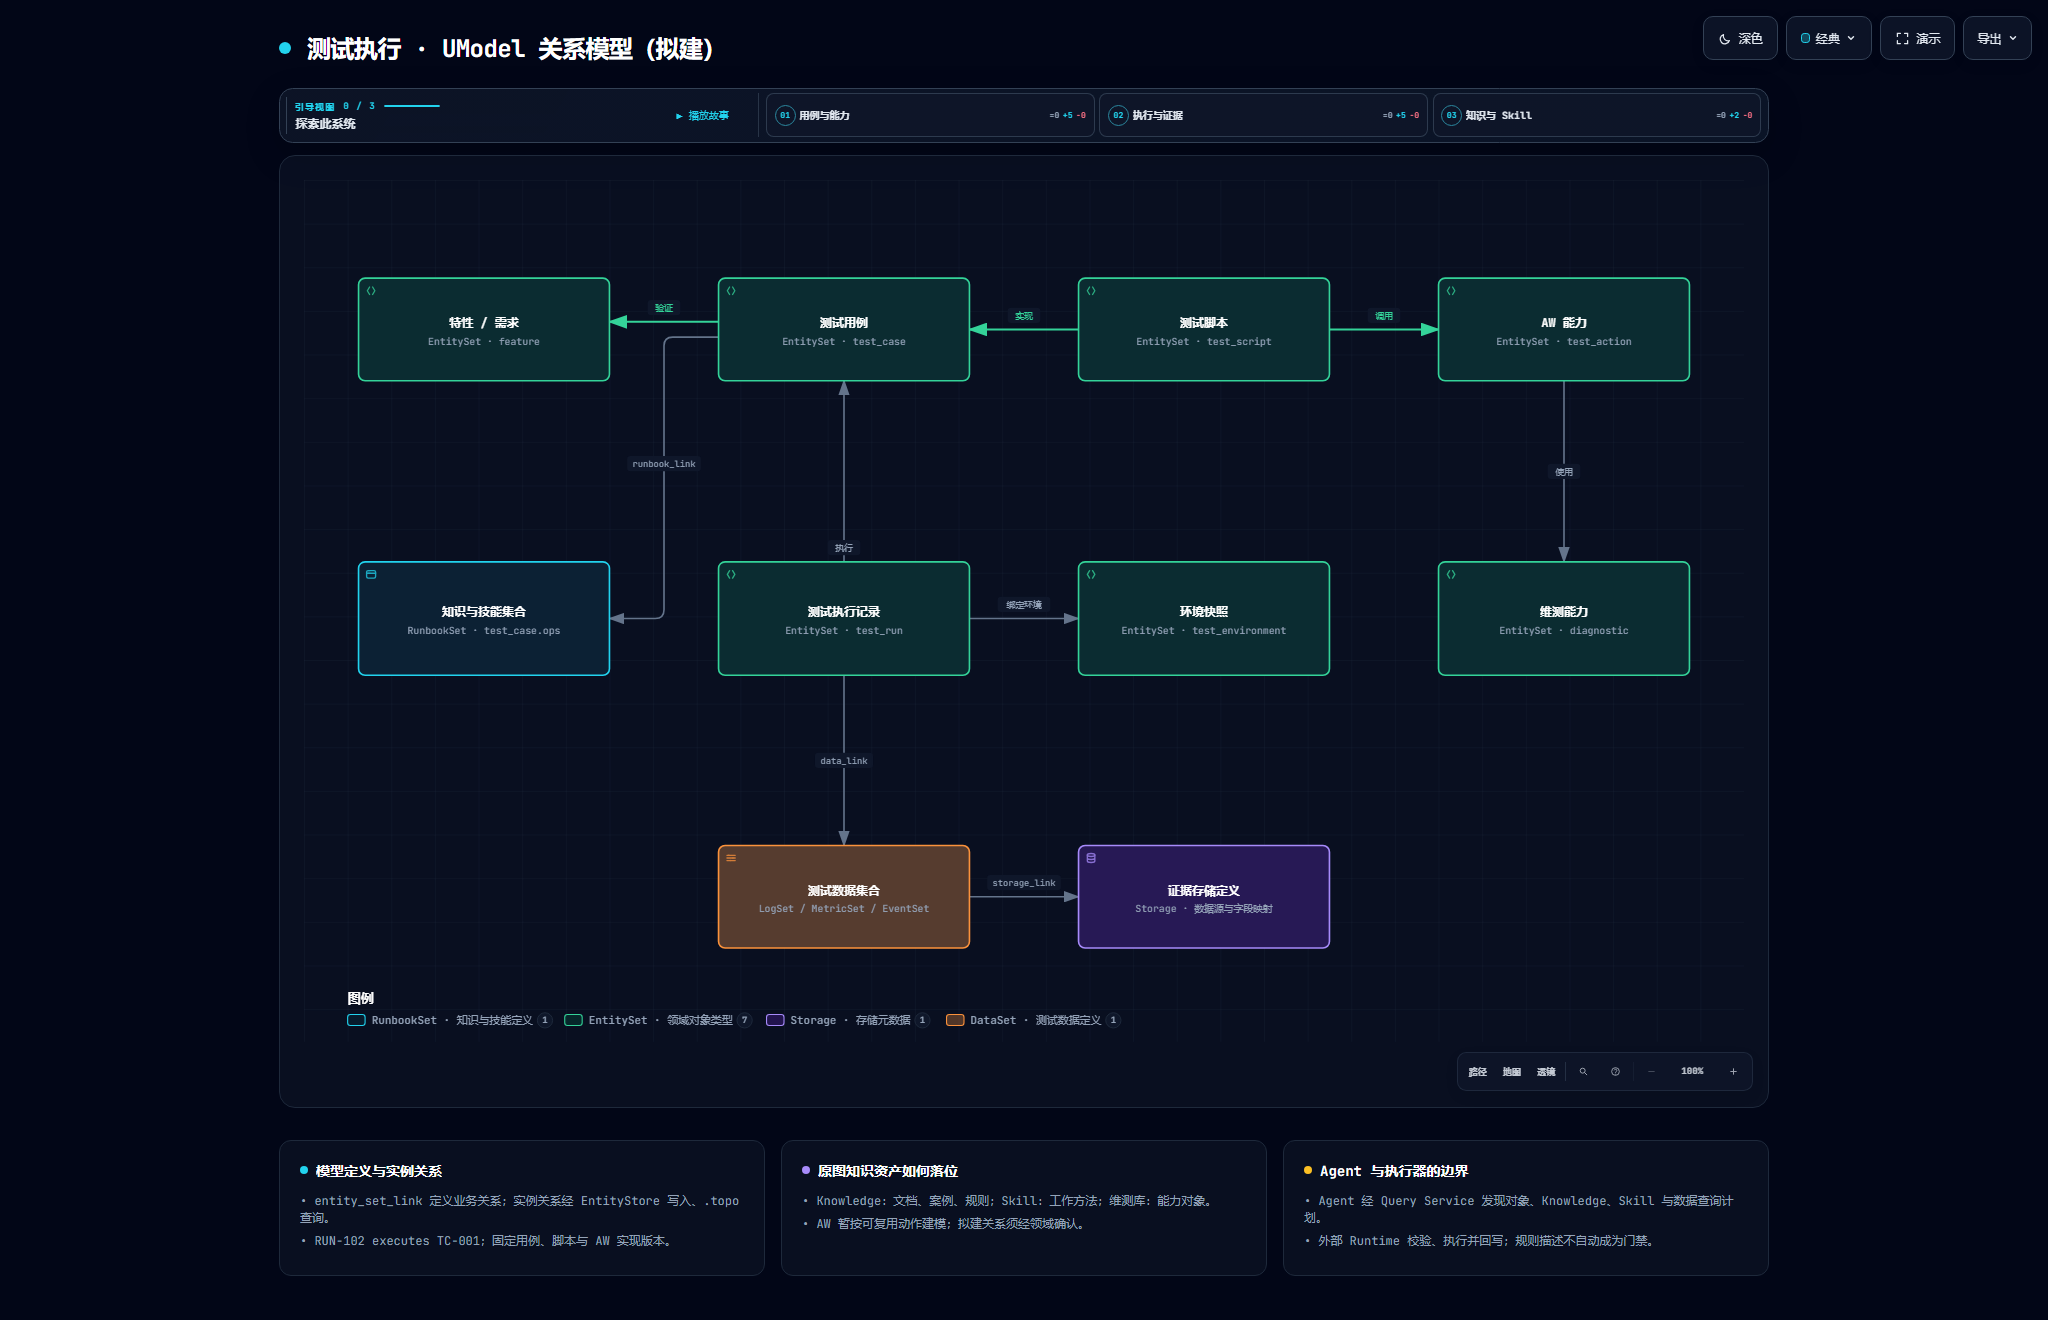 测试执行 · UModel 关系模型（拟建）
深色
经典
演示
导出
引导视图 0 / 3
探索此系统
▶ 播放故事
01 用例与能力 =0 +5 -0
02 执行与证据 =0 +5 -0
03 知识与 Skill =0 +2 -0
特性 / 需求
EntitySet · feature
验证
测试用例
EntitySet · test_case
实现
测试脚本
EntitySet · test_script
调用
AW 能力
EntitySet · test_action
runbook_link
使用
执行
知识与技能集合
RunbookSet · test_case.ops
测试执行记录
EntitySet · test_run
绑定环境
环境快照
EntitySet · test_environment
维测能力
EntitySet · diagnostic
data_link
测试数据集合
LogSet / MetricSet / EventSet
storage_link
证据存储定义
Storage · 数据源与字段映射
图例
RunbookSet · 知识与技能定义 1
EntitySet · 领域对象类型 7
Storage · 存储元数据 1
DataSet · 测试数据定义 1
路径 地图 透镜 − 100% +
模型定义与实例关系
• entity_set_link 定义业务关系；实例关系经 EntityStore 写入、.topo
查询。
• RUN-102 executes TC-001；固定用例、脚本与 AW 实现版本。
原图知识资产如何落位
• Knowledge：文档、案例、规则；Skill：工作方法；维测库：能力对象。
• AW 暂按可复用动作建模；拟建关系须经领域确认。
Agent 与执行器的边界
• Agent 经 Query Service 发现对象、Knowledge、Skill 与数据查询计
划。
• 外部 Runtime 校验、执行并回写；规则描述不自动成为门禁。